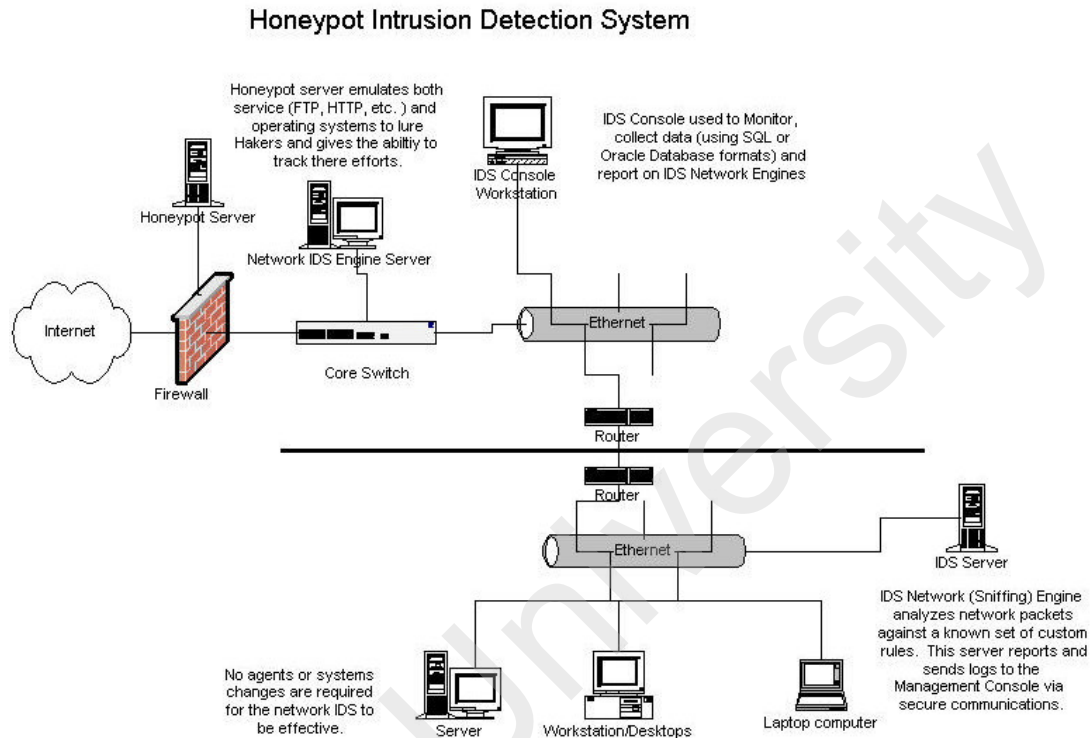 Honeypot Intrusion Detection System
Honeypot server emulates both
service (FTP, HTTP, etc. ) and
operating systems to lure
Hakers and gives the abiltiy to
track there efforts.
IDS Console used to Monitor,
collect data (using SQL or
Oracle Database formats) and
report on IDS Network Engines
IDS Console
Workstation
Honeypot Server
Network IDS Engine Server
Internet
Firewall
Core Switch
Ethernet
Router
Router
Ethernet
IDS Server
IDS Network (Sniffing) Engine
analyzes network packets
against a known set of custom
rules.  This server reports and
sends logs to the
Management Console via
secure communications.
No agents or systems
changes are required
for the network IDS to
be effective.
Server
Workstation/Desktops
Laptop computer
University